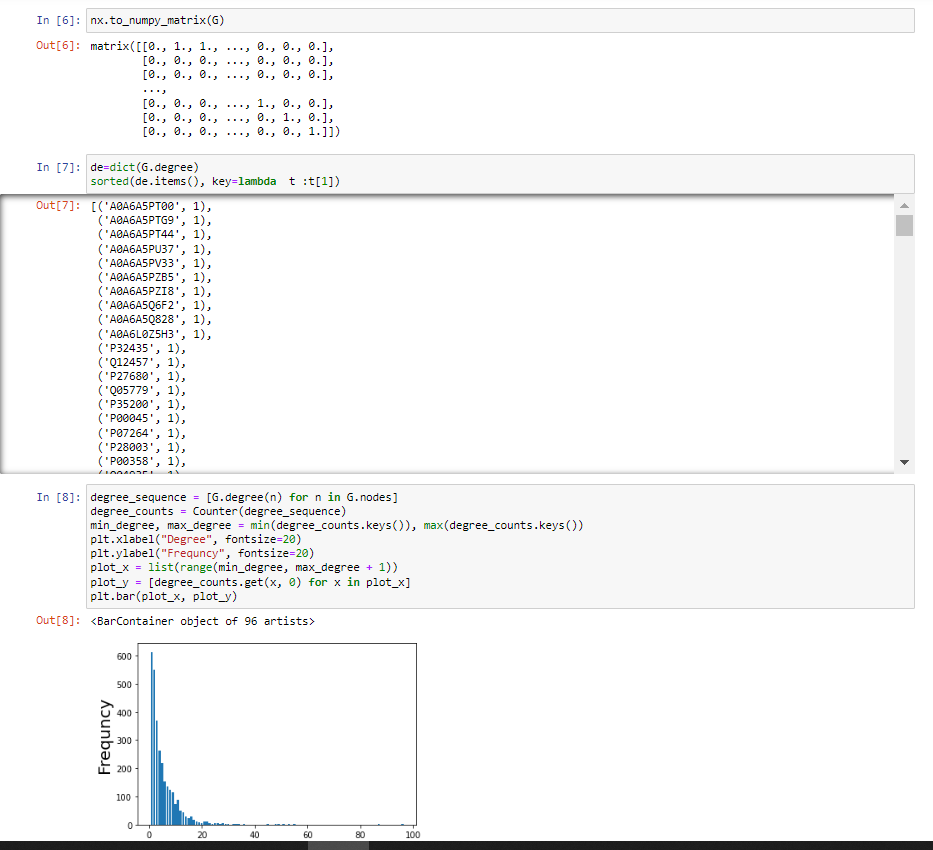 In [6]: nx.to_numpy_matrix(G)
Out[6]: matrix([[0., 1., 1., ..., 0., 0., 0.],
[0., 0., 0., ..., 0., 0., 0.],
[0., 0., 0., ..., 0., 0., 0.],
...,
[0., 0., 0., ..., 1., 0., 0.],
[0., 0., 0., ..., 0., 1., 0.],
[0., 0., 0., ..., 0., 0., 1.]])
In [7]: de=dict(G.degree)
sorted(de.items(), key=lambda  t :t[1])
Out[7]: [('A0A6A5PT00', 1),
('A0A6A5PTG9', 1),
('A0A6A5PT44', 1),
('A0A6A5PU37', 1),
('A0A6A5PV33', 1),
('A0A6A5PZB5', 1),
('A0A6A5PZI8', 1),
('A0A6A5Q6F2', 1),
('A0A6A5Q828', 1),
('A0A6L0Z5H3', 1),
('P32435', 1),
('Q12457', 1),
('P27680', 1),
('Q05779', 1),
('P35200', 1),
('P00045', 1),
('P07264', 1),
('P28003', 1),
('P00358', 1),
In [8]: degree_sequence = [G.degree(n) for n in G.nodes]
degree_counts = Counter(degree_sequence)
min_degree, max_degree = min(degree_counts.keys()), max(degree_counts.keys())
plt.xlabel("Degree", fontsize=20)
plt.ylabel("Frequncy", fontsize=20)
plot_x = list(range(min_degree, max_degree + 1))
plot_y = [degree_counts.get(x, 0) for x in plot_x]
plt.bar(plot_x, plot_y)
Out[8]: <BarContainer object of 96 artists>
600
500
400
300
200
100
0
Frequncy
0 20 40 60 80 100